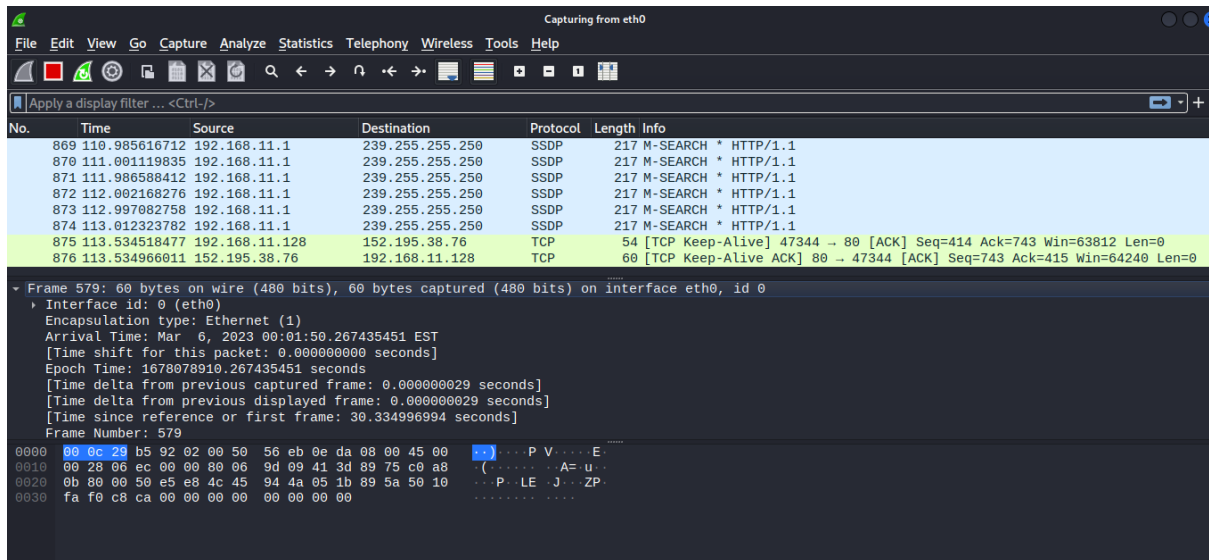 Capturing from eth0
File Edit View Go Capture Analyze Statistics Telephony Wireless Tools Help
Apply a display filter ... <Ctrl-/>
No. Time Source Destination Protocol Length Info
869 110.985616712 192.168.11.1 239.255.255.250 SSDP 217 M-SEARCH * HTTP/1.1
870 111.001119835 192.168.11.1 239.255.255.250 SSDP 217 M-SEARCH * HTTP/1.1
871 111.986588412 192.168.11.1 239.255.255.250 SSDP 217 M-SEARCH * HTTP/1.1
872 112.002168276 192.168.11.1 239.255.255.250 SSDP 217 M-SEARCH * HTTP/1.1
873 112.997082758 192.168.11.1 239.255.255.250 SSDP 217 M-SEARCH * HTTP/1.1
874 113.012323782 192.168.11.1 239.255.255.250 SSDP 217 M-SEARCH * HTTP/1.1
875 113.534518477 192.168.11.128 152.195.38.76 TCP 54 [TCP Keep-Alive] 47344 → 80 [ACK] Seq=414 Ack=743 Win=63812 Len=0
876 113.534966011 152.195.38.76 192.168.11.128 TCP 60 [TCP Keep-Alive ACK] 80 → 47344 [ACK] Seq=743 Ack=415 Win=64240 Len=0
Frame 579: 60 bytes on wire (480 bits), 60 bytes captured (480 bits) on interface eth0, id 0
Interface id: 0 (eth0)
Encapsulation type: Ethernet (1)
Arrival Time: Mar 6, 2023 00:01:50.267435451 EST
[Time shift for this packet: 0.000000000 seconds]
Epoch Time: 1678078910.267435451 seconds
[Time delta from previous captured frame: 0.000000029 seconds]
[Time delta from previous displayed frame: 0.000000029 seconds]
[Time since reference or first frame: 30.334996994 seconds]
Frame Number: 579
0000 00 0c 29 b5 92 02 00 50 56 eb 0e da 08 00 45 00 ··)····P V·····E·
0010 00 28 06 ec 00 00 80 06 9d 09 41 3d 89 75 c0 a8 ·(······ ··A=·u··
0020 0b 80 00 50 e5 e8 4c 45 94 4a 05 1b 89 5a 50 10 ···P··LE ·J···ZP·
0030 fa f0 c8 ca 00 00 00 00 00 00 00 00 ········ ····